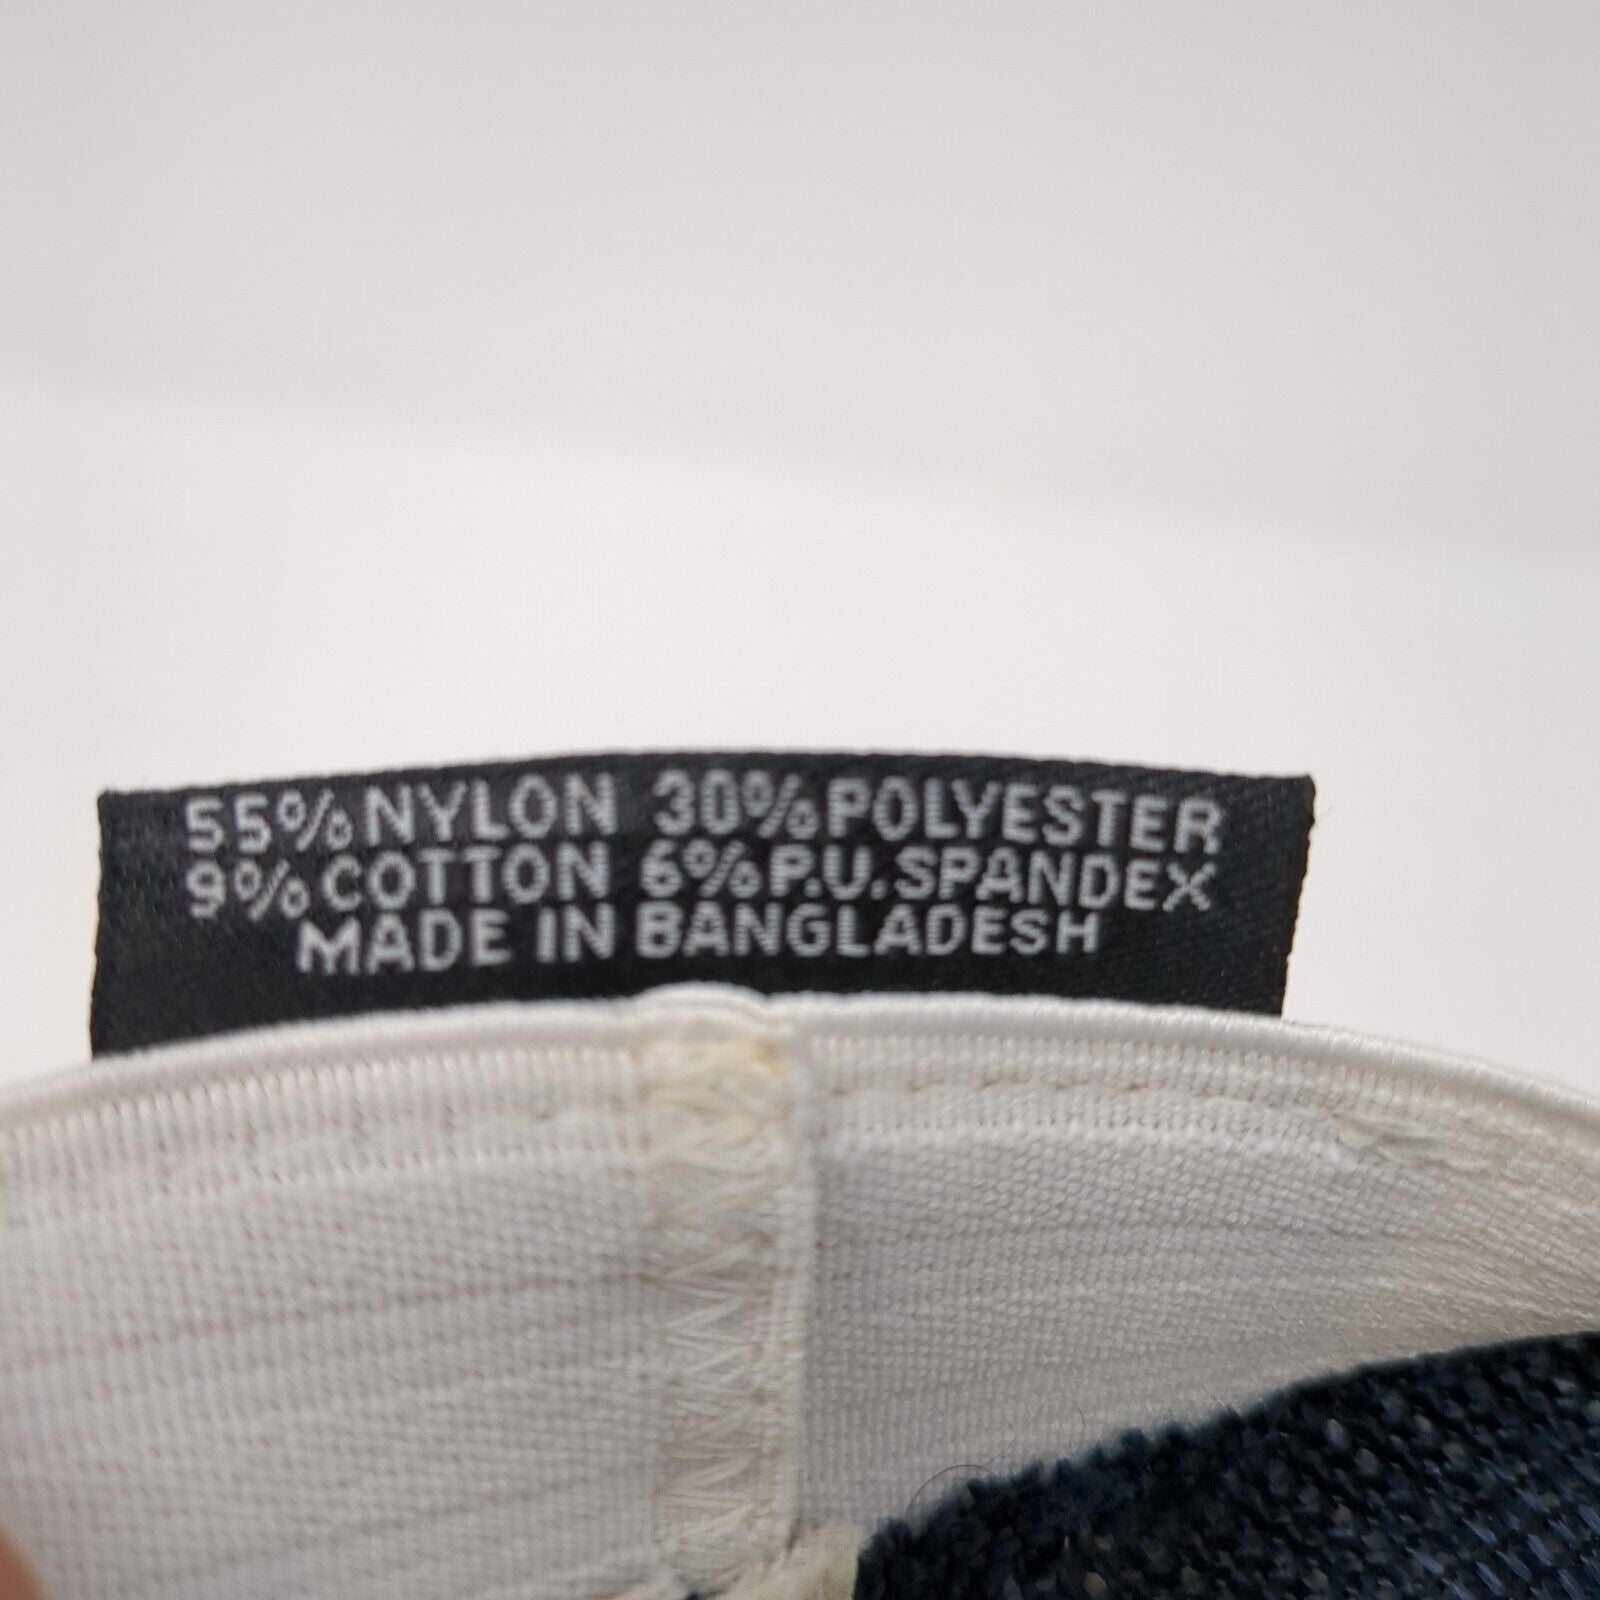 55% NYLON 30% POLYESTER
9% COTTON 6% P.U. SPANDEX
MADE IN BANGLADESH